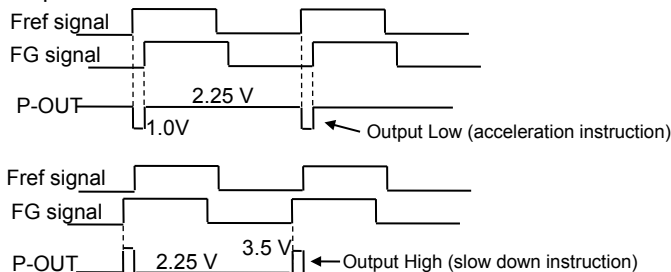 Fref signal
FG signal
2.25 V
P-OUT
1.0V
Output Low (acceleration instruction)
Fref signal
FG signal
3.5 V
P-OUT
2.25 V
Output High (slow down instruction)